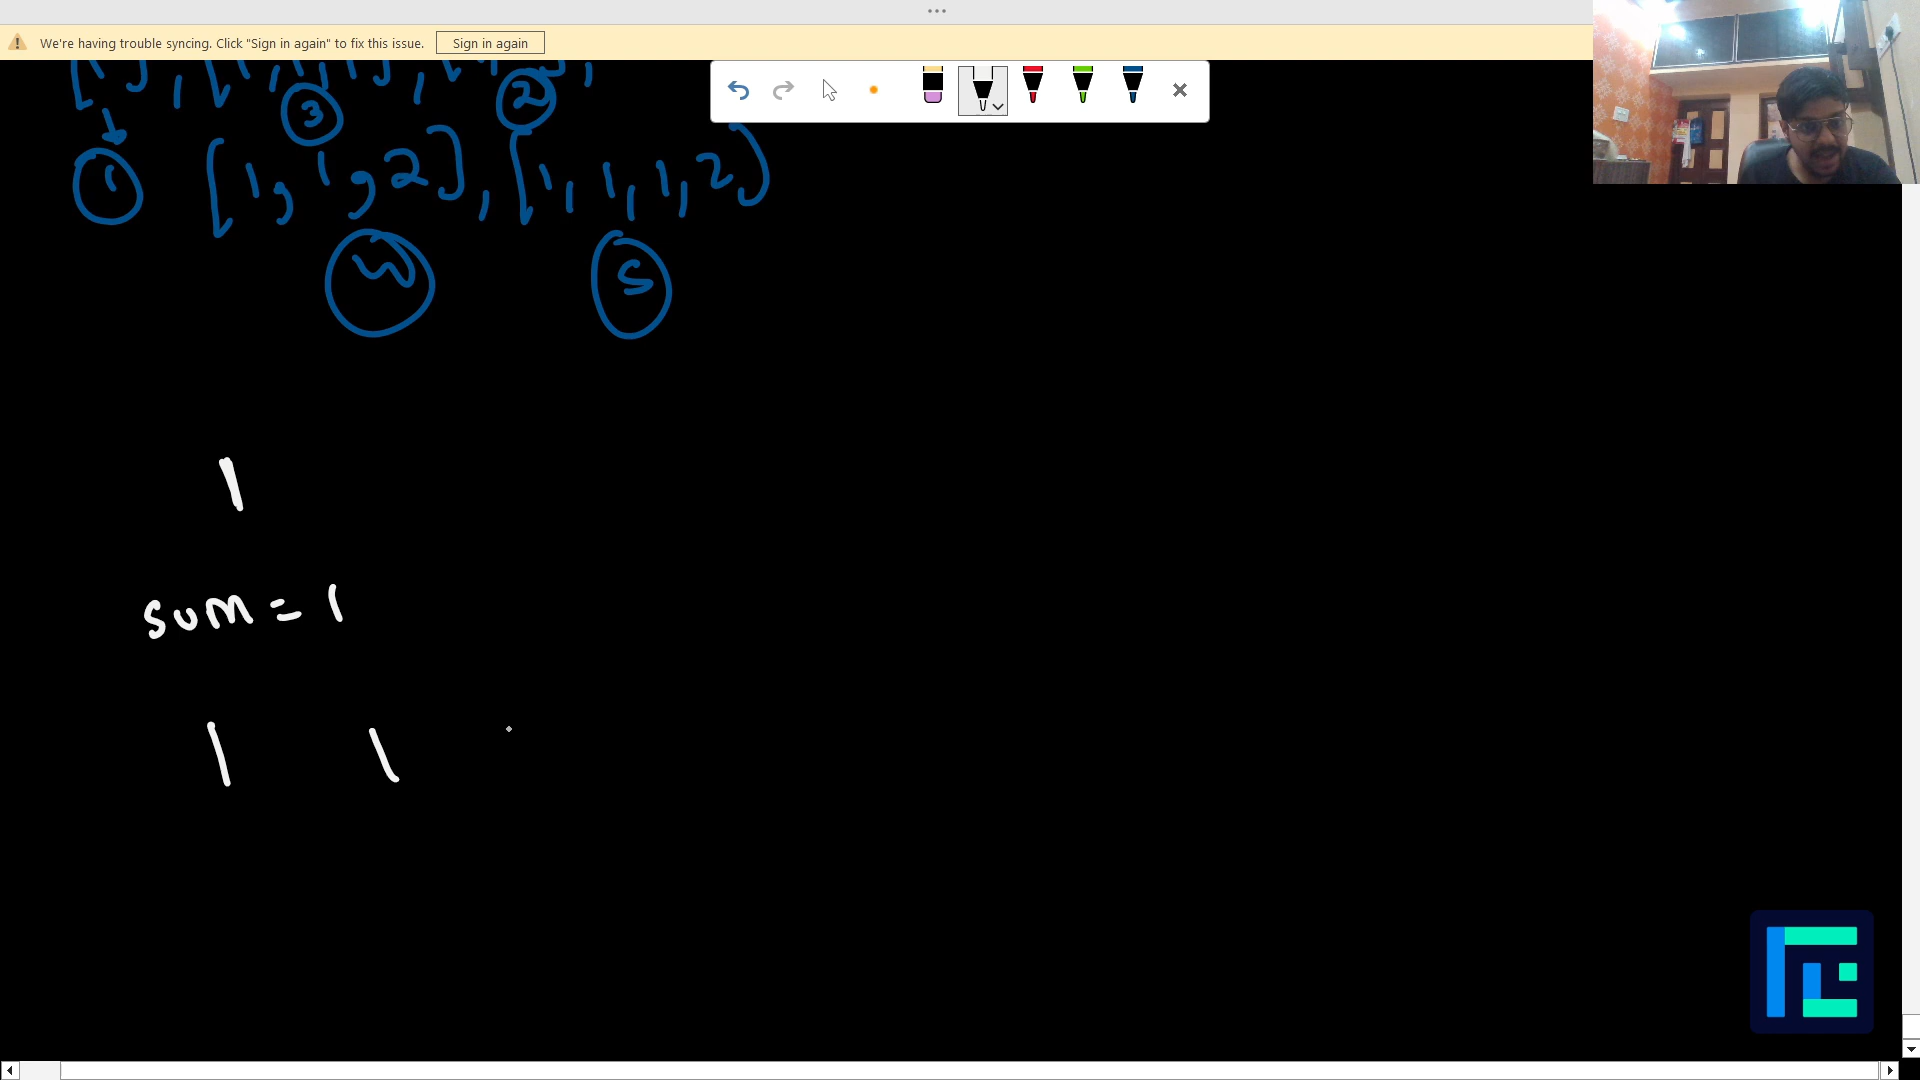 We're having trouble syncing. Click "Sign in again" to fix this issue. Sign in again
3 2
1 [1, 1, 2], [1, 1, 1, 2]
5
1
sum = 1
1 1